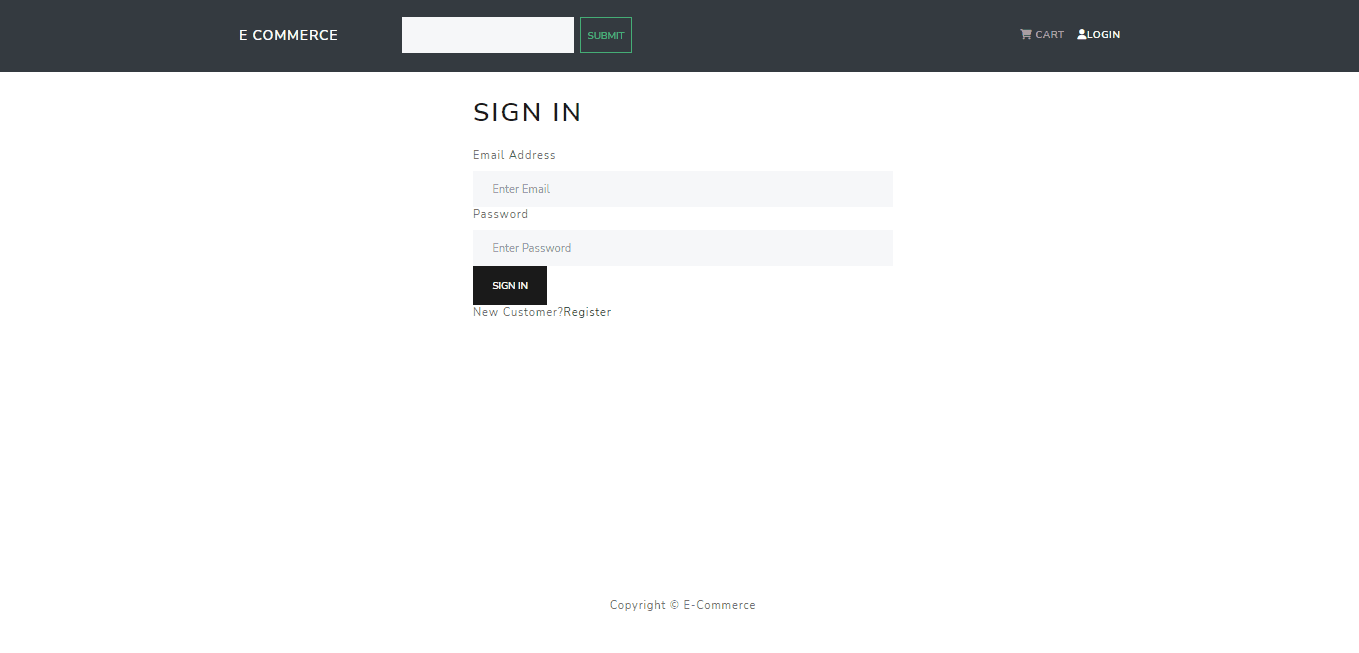 E COMMERCE SUBMIT CART LOGIN
SIGN IN
Email Address
Enter Email
Password
Enter Password
SIGN IN
New Customer?Register
Copyright © E-Commerce